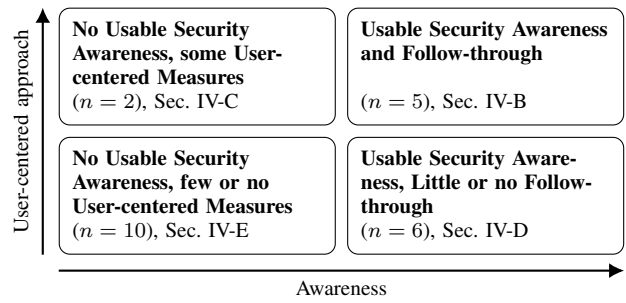 No Usable Security
Awareness, some User-
centered Measures
(n = 2), Sec. IV-C
Usable Security Awareness
and Follow-through
(n = 5), Sec. IV-B
No Usable Security
Awareness, few or no
User-centered Measures
(n = 10), Sec. IV-E
Usable Security Aware-
ness, Little or no Follow-
through
(n = 6), Sec. IV-D
User-centered approach
Awareness